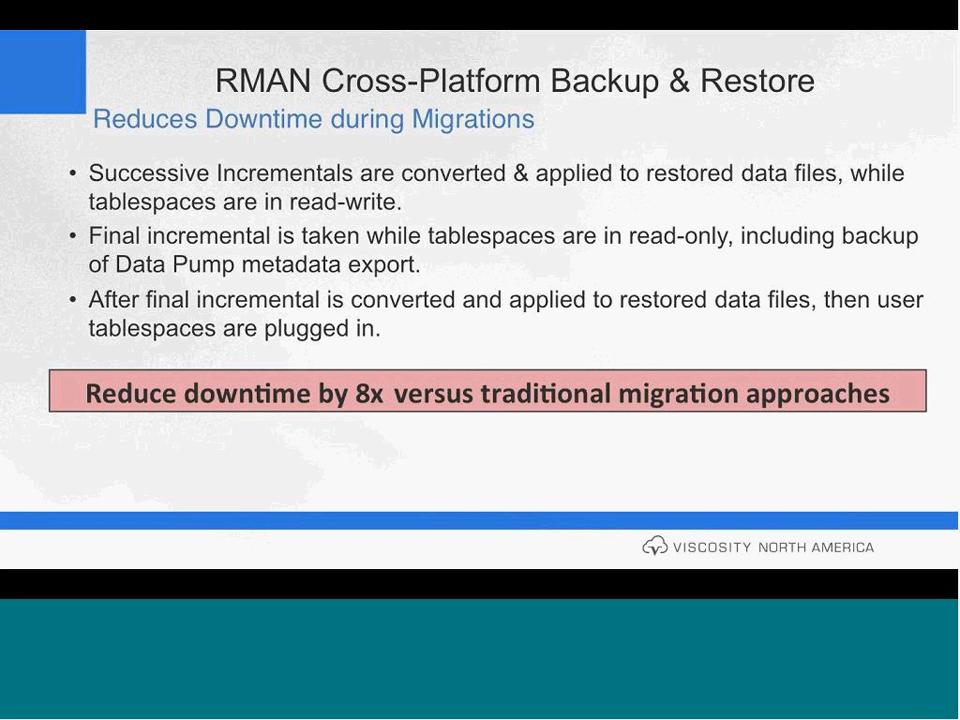 RMAN Cross-Platform Backup & Restore
Reduces Downtime during Migrations
• Successive Incrementals are converted & applied to restored data files, while
tablespaces are in read-write.
• Final incremental is taken while tablespaces are in read-only, including backup
of Data Pump metadata export.
• After final incremental is converted and applied to restored data files, then user
tablespaces are plugged in.
Reduce downtime by 8x versus traditional migration approaches
VISCOSITY NORTH AMERICA